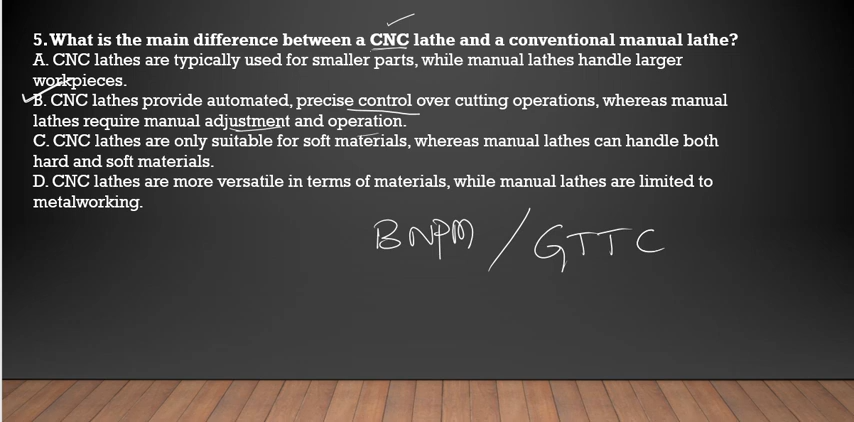 5.What is the main difference between a CNC lathe and a conventional manual lathe?
A. CNC lathes are typically used for smaller parts, while manual lathes handle larger
workpieces.
B. CNC lathes provide automated, precise control over cutting operations, whereas manual
lathes require manual adjustment and operation.
C. CNC lathes are only suitable for soft materials, whereas manual lathes can handle both
hard and soft materials.
D. CNC lathes are more versatile in terms of materials, while manual lathes are limited to
metalworking.
BNPM / GTTC